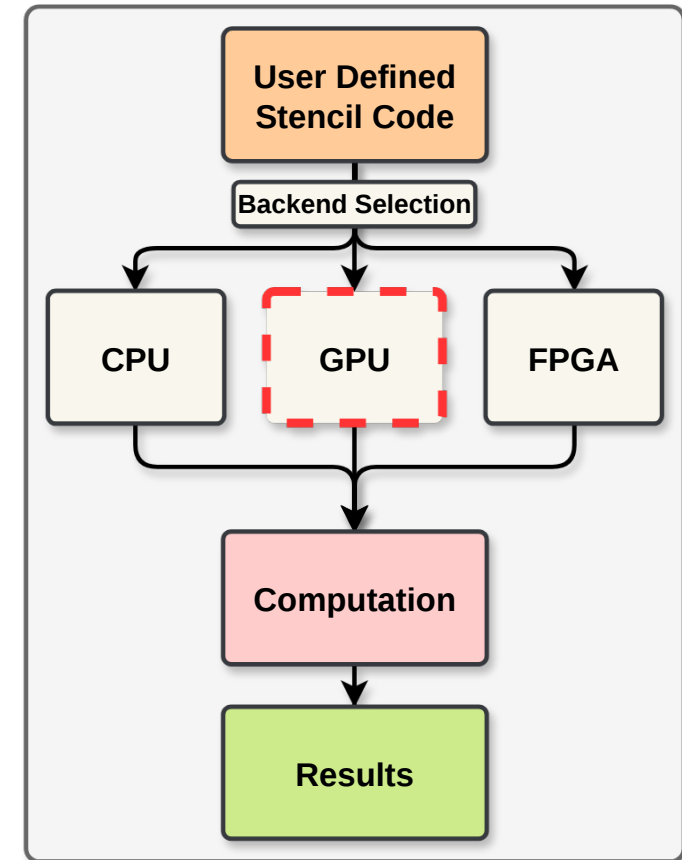 User Defined
Stencil Code
Backend Selection
CPU
GPU
FPGA
Computation
Results